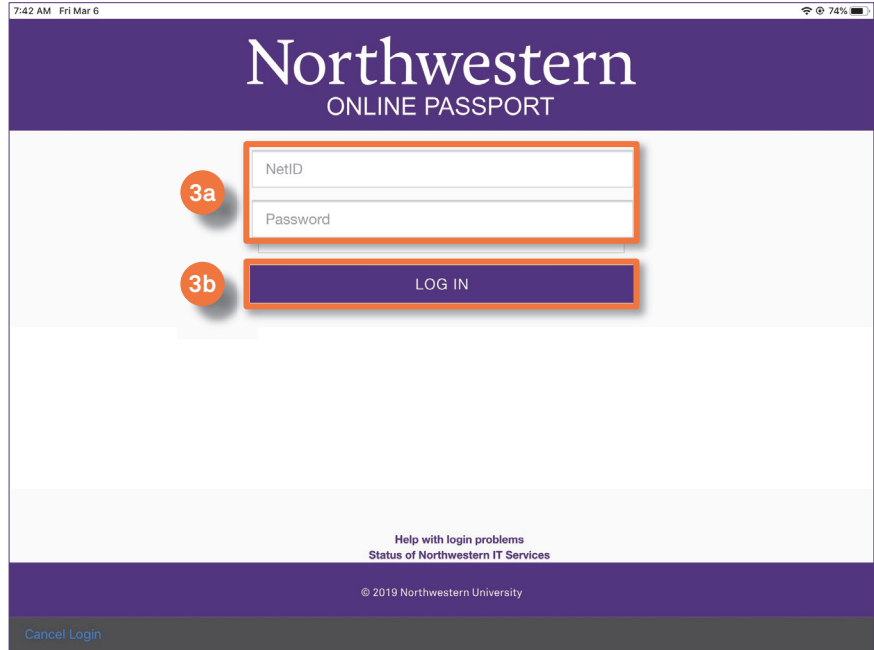 7:42 AM Fri Mar 6 74%
Northwestern
ONLINE PASSPORT
NetID
3a
Password
3b
LOG IN
Help with login problems
Status of Northwestern IT Services
© 2019 Northwestern University
Cancel Login